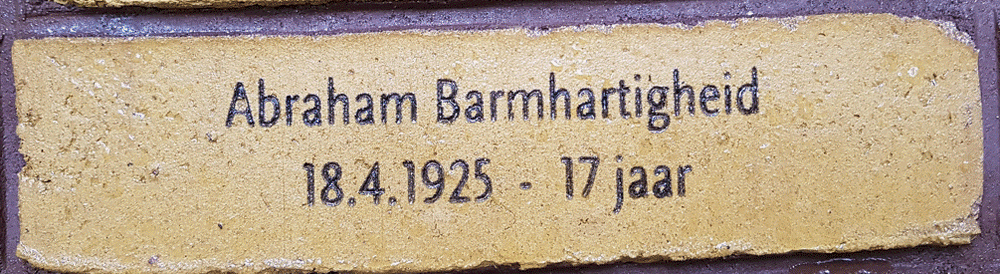 Abraham Barmhartigheid
18.4.1925 - 17 jaar